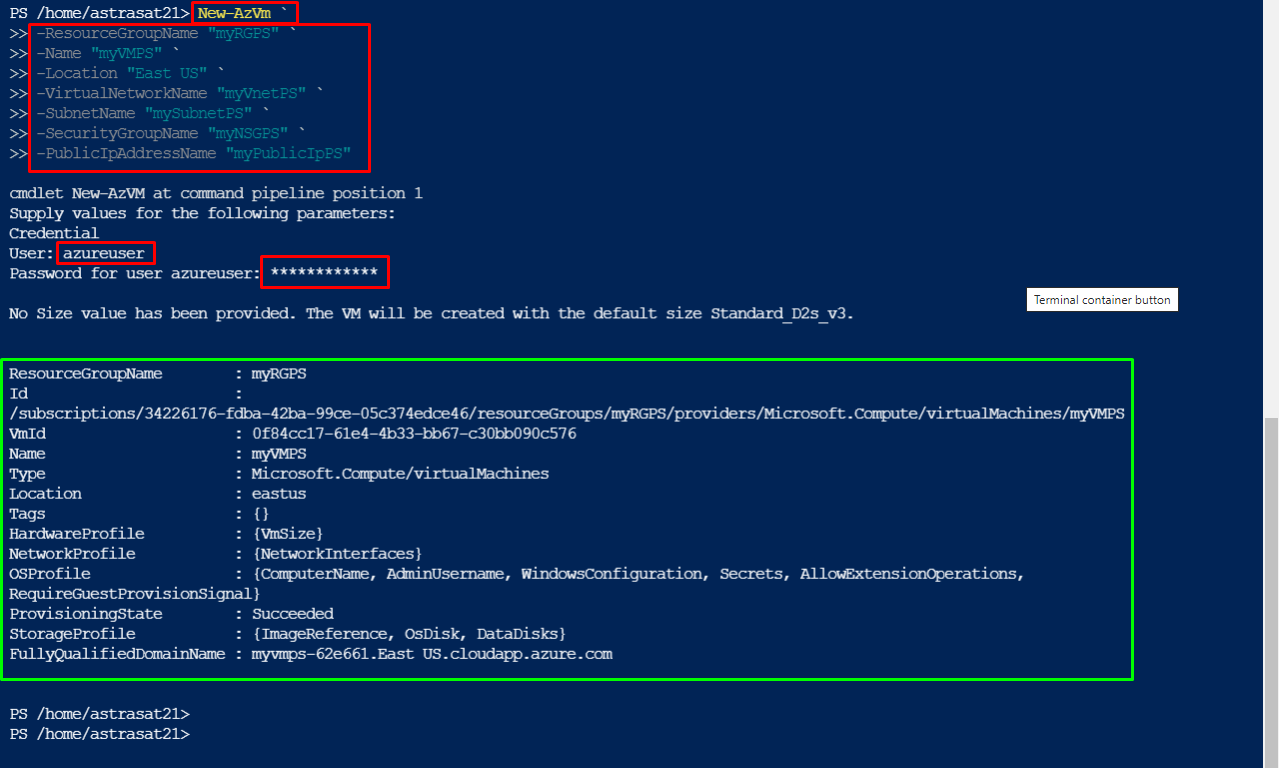 PS /home/astrasat21> New-AzVm `
>> -ResourceGroupName "myRGPS" `
>> -Name "myVMPS" `
>> -Location "East US" `
>> -VirtualNetworkName "myVnetPS" `
>> -SubnetName "mySubnetPS" `
>> -SecurityGroupName "myNSGPS" `
>> -PublicIpAddressName "myPublicIpPS"
cmdlet New-AzVM at command pipeline position 1
Supply values for the following parameters:
Credential
User: azureuser
Password for user azureuser: ************
Terminal container button
No Size value has been provided. The VM will be created with the default size Standard_D2s_v3.
ResourceGroupName : myRGPS
Id :
/subscriptions/34226176-fdba-42ba-99ce-05c374edce46/resourceGroups/myRGPS/providers/Microsoft.Compute/virtualMachines/myVMPS
VmId : 0f84cc17-61e4-4b33-bb67-c30bb090c576
Name : myVMPS
Type : Microsoft.Compute/virtualMachines
Location : eastus
Tags : {}
HardwareProfile : {VmSize}
NetworkProfile : {NetworkInterfaces}
OSProfile : {ComputerName, AdminUsername, WindowsConfiguration, Secrets, AllowExtensionOperations,
RequireGuestProvisionSignal}
ProvisioningState : Succeeded
StorageProfile : {ImageReference, OsDisk, DataDisks}
FullyQualifiedDomainName : myvmps-62e661.East US.cloudapp.azure.com
PS /home/astrasat21>
PS /home/astrasat21>